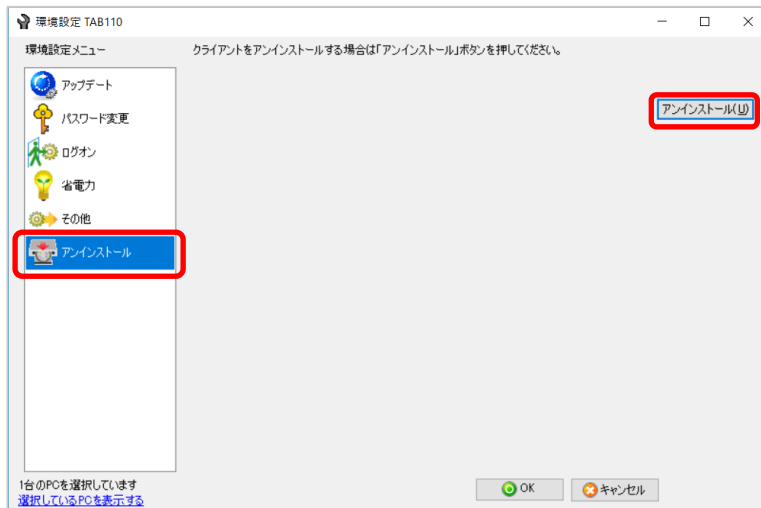 環境設定 TAB110
環境設定メニュー
クライアントをアンインストールする場合は「アンインストール」ボタンを押してください。
アップデート
アンインストール(U)
パスワード変更
ログオン
省電力
その他
アンインストール
1台のPCを選択しています
選択しているPCを表示する
OK
キャンセル